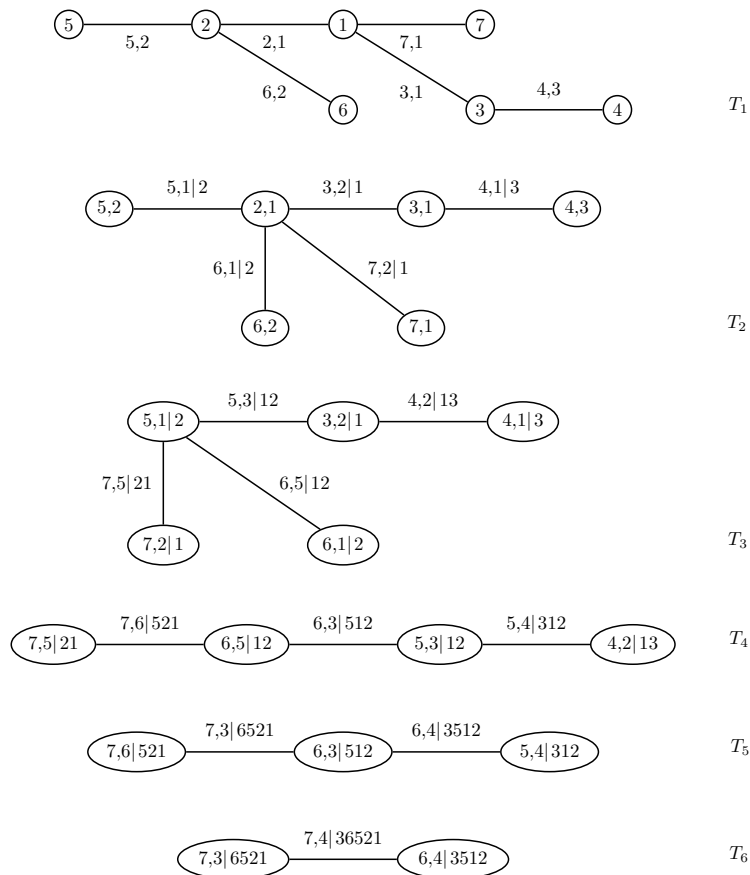 5 2 1 7
5,2 2,1 7,1
6,2 3,1 4,3
6 3 4 T1
5,1|2 3,2|1 4,1|3
5,2 2,1 3,1 4,3
6,1|2 7,2|1
6,2 7,1 T2
5,3|12 4,2|13
5,1|2 3,2|1 4,1|3
7,5|21 6,5|12
7,2|1 6,1|2 T3
7,6|521 6,3|512 5,4|312
7,5|21 6,5|12 5,3|12 4,2|13 T4
7,3|6521 6,4|3512
7,6|521 6,3|512 5,4|312 T5
7,4|36521
7,3|6521 6,4|3512 T6